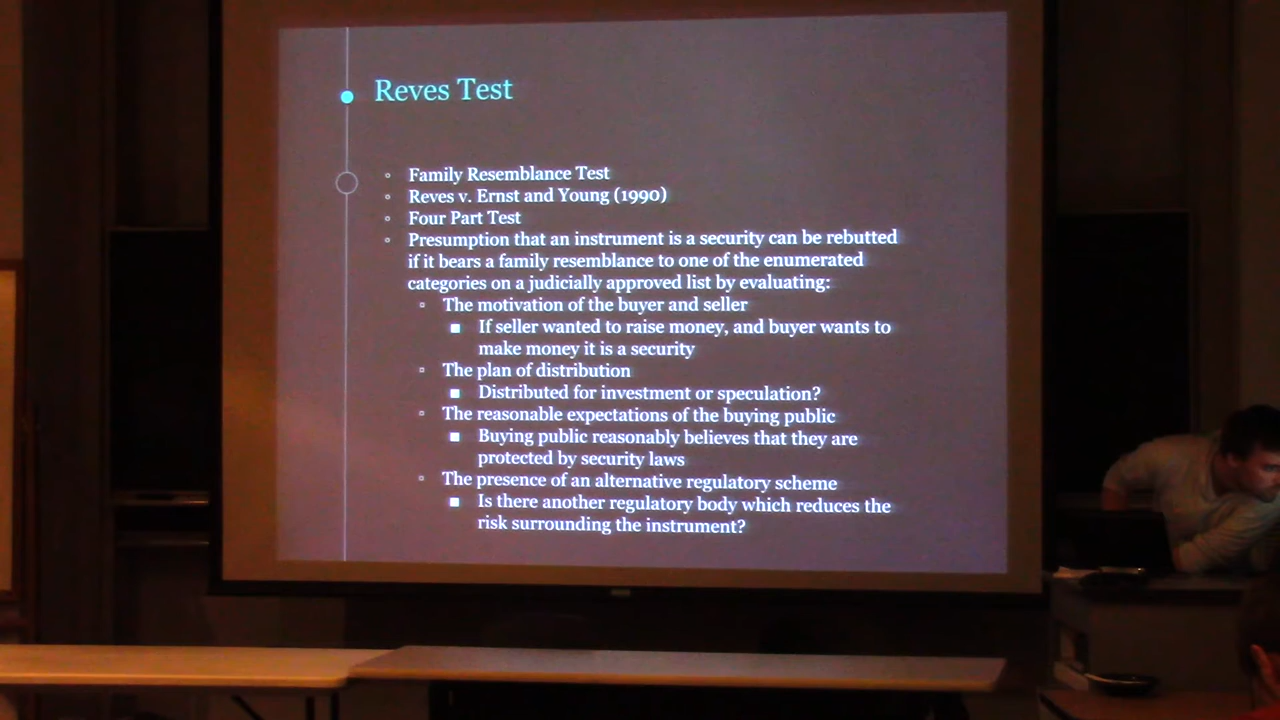 Reves Test
Family Resemblance Test
Reves v. Ernst and Young (1990)
Four Part Test
Presumption that an instrument is a security can be rebutted
if it bears a family resemblance to one of the enumerated
categories on a judicially approved list by evaluating:
The motivation of the buyer and seller
If seller wanted to raise money, and buyer wants to
make money it is a security
The plan of distribution
Distributed for investment or speculation?
The reasonable expectations of the buying public
Buying public reasonably believes that they are
protected by security laws
The presence of an alternative regulatory scheme
Is there another regulatory body which reduces the
risk surrounding the instrument?